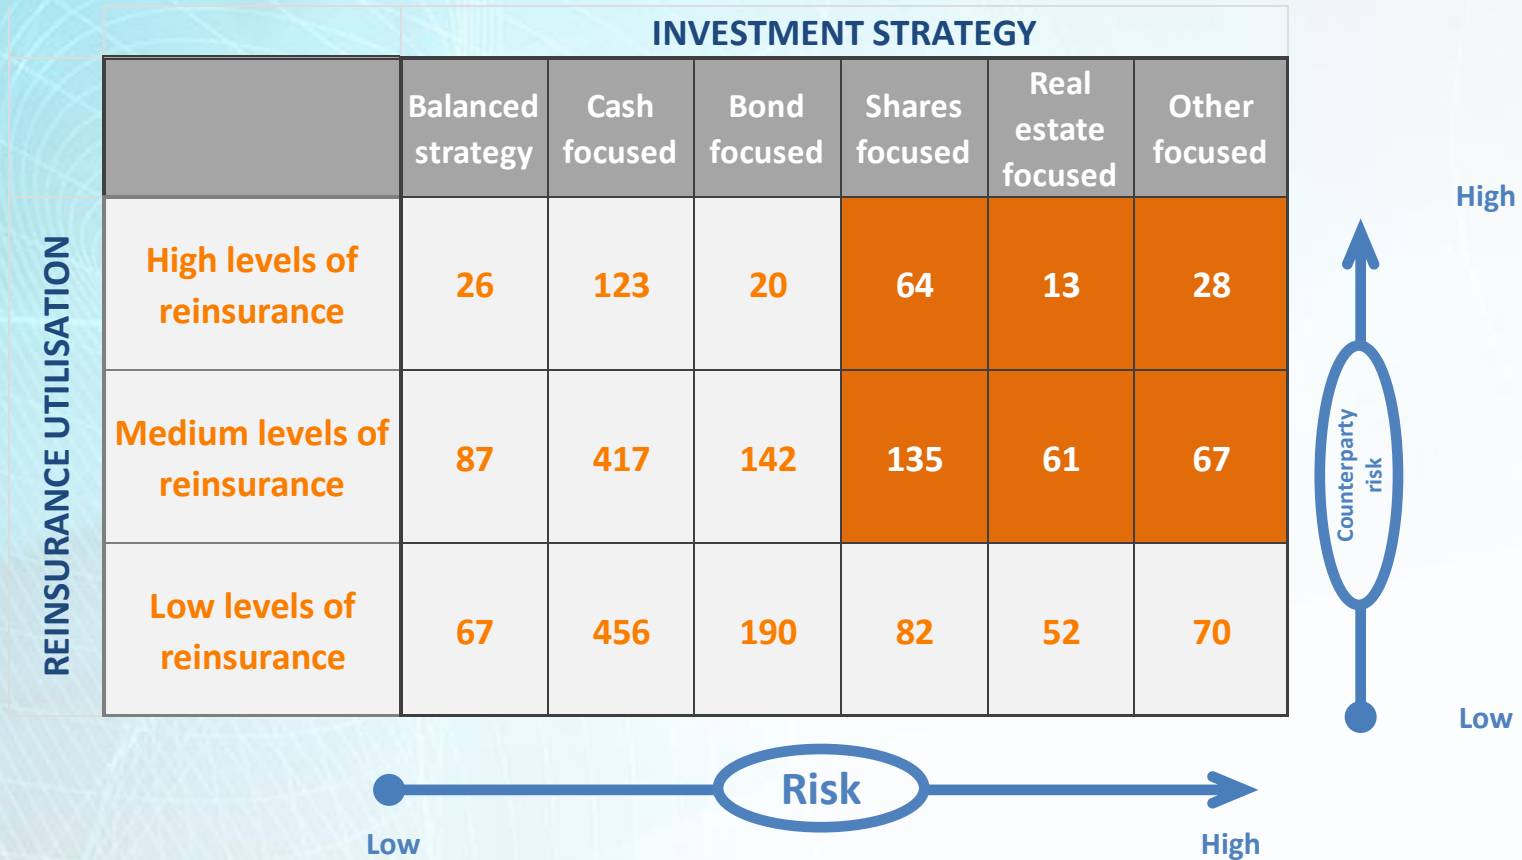 INVESTMENT STRATEGY
Balanced
strategy
Cash
focused
Bond
focused
Shares
focused
Real
estate
focused
Other
focused
REINSURANCE UTILISATION
High levels of
reinsurance
26
123
20
64
13
28
Medium levels of
reinsurance
87
417
142
135
61
67
Low levels of
reinsurance
67
456
190
82
52
70
High
Counterparty
risk
Low
Risk
Low
High